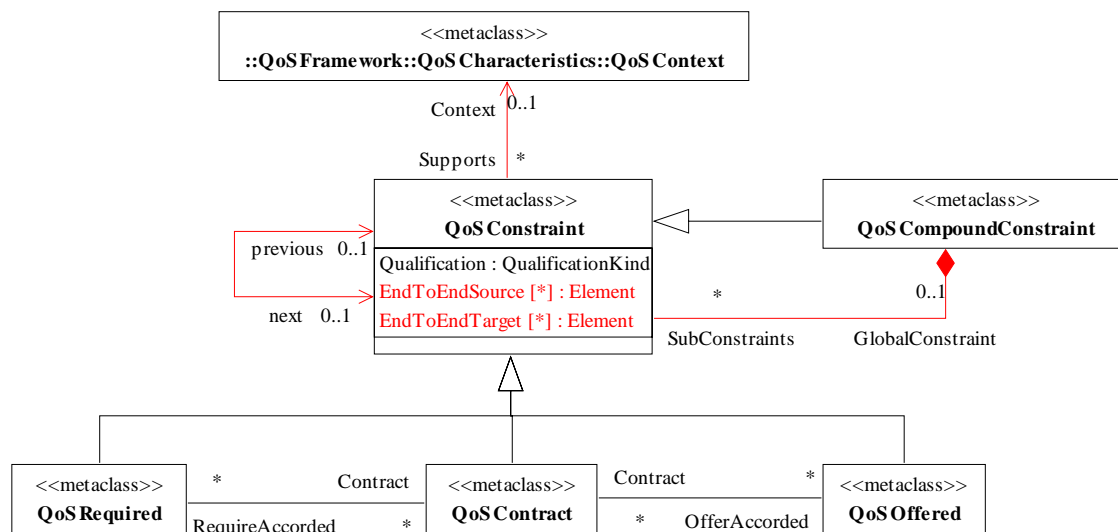 <<metaclass>>
::QoSFramework::QoSCharacteristics::QoSContext
Context 0..1
Supports *
<<metaclass>>
QoSConstraint
<<metaclass>>
QoSCompoundConstraint
previous 0..1
Qualification : QualificationKind
EndToEndSource [*] : Element
* 0..1
next 0..1
EndToEndTarget [*] : Element
SubConstraints GlobalConstraint
<<metaclass>>
QoSRequired
* Contract
RequireAccorded *
<<metaclass>>
QoSContract
Contract *
* OfferAccorded
<<metaclass>>
QoSOffered